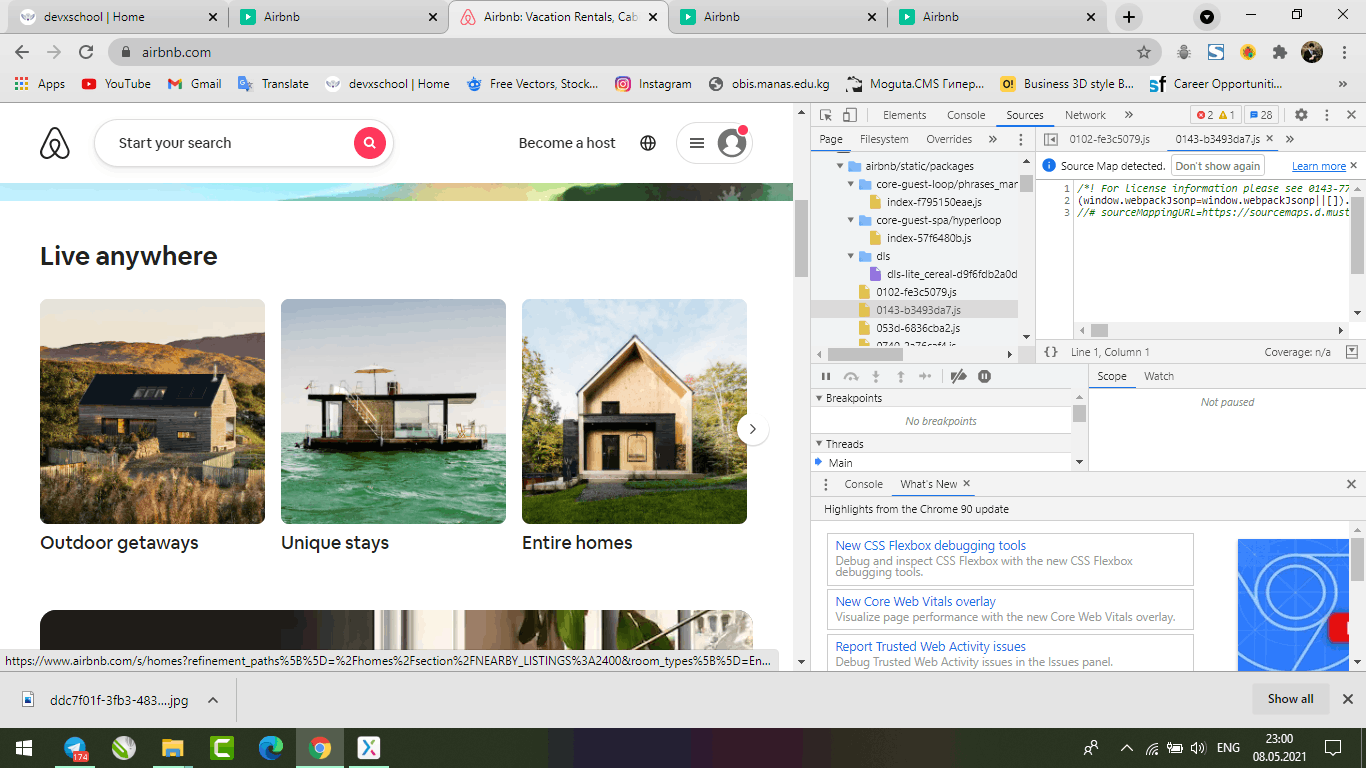 devxschool | Home
Airbnb
Airbnb: Vacation Rentals, Cab
Airbnb
Airbnb
airbnb.com
Apps
YouTube
Gmail
Translate
devxschool | Home
Free Vectors, Stock...
Instagram
obis.manas.edu.kg
Moguta.CMS Гипер...
Business 3D style B...
Career Opportuniti...
Start your search
Become a host
Live anywhere
Outdoor getaways
Unique stays
Entire homes
https://www.airbnb.com/s/homes?refinement_paths%5B%5D=%2Fhomes%2Fsection%2FNEARBY_LISTINGS%3A2400&room_types%5B%5D=En...
Elements
Console
Sources
Network
2
1
28
Page
Filesystem
Overrides
0102-fe3c5079.js
0143-b3493da7.js
airbnb/static/packages
core-guest-loop/phrases_mar
index-f795150eae.js
core-guest-spa/hyperloop
index-57f6480b.js
dls
dls-lite_cereal-d9f6fdb2a0d
0102-fe3c5079.js
0143-b3493da7.js
053d-6836cba2.js
Source Map detected.
Don't show again
Learn more
1 /*! For license information please see 0143-77
2 (window.webpackJsonp=window.webpackJsonp||[]).
3 //# sourceMappingURL=https://sourcemaps.d.must
{} Line 1, Column 1
Coverage: n/a
Breakpoints
No breakpoints
Threads
Main
Scope
Watch
Not paused
Console
What's New
Highlights from the Chrome 90 update
New CSS Flexbox debugging tools
Debug and inspect CSS Flexbox with the new CSS Flexbox
debugging tools.
New Core Web Vitals overlay
Visualize page performance with the new Core Web Vitals overlay.
Report Trusted Web Activity issues
Debug Trusted Web Activity issues in the Issues panel.
ddc7f01f-3fb3-483....jpg
Show all
174
ENG
23:00
08.05.2021